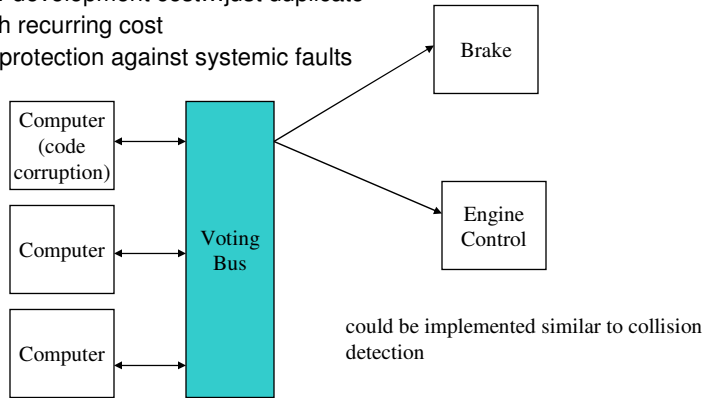 development cost...just duplicate
h recurring cost
protection against systemic faults
Brake
Computer
(code
corruption)
Engine
Control
Voting
Bus
Computer
could be implemented similar to collision
detection
Computer